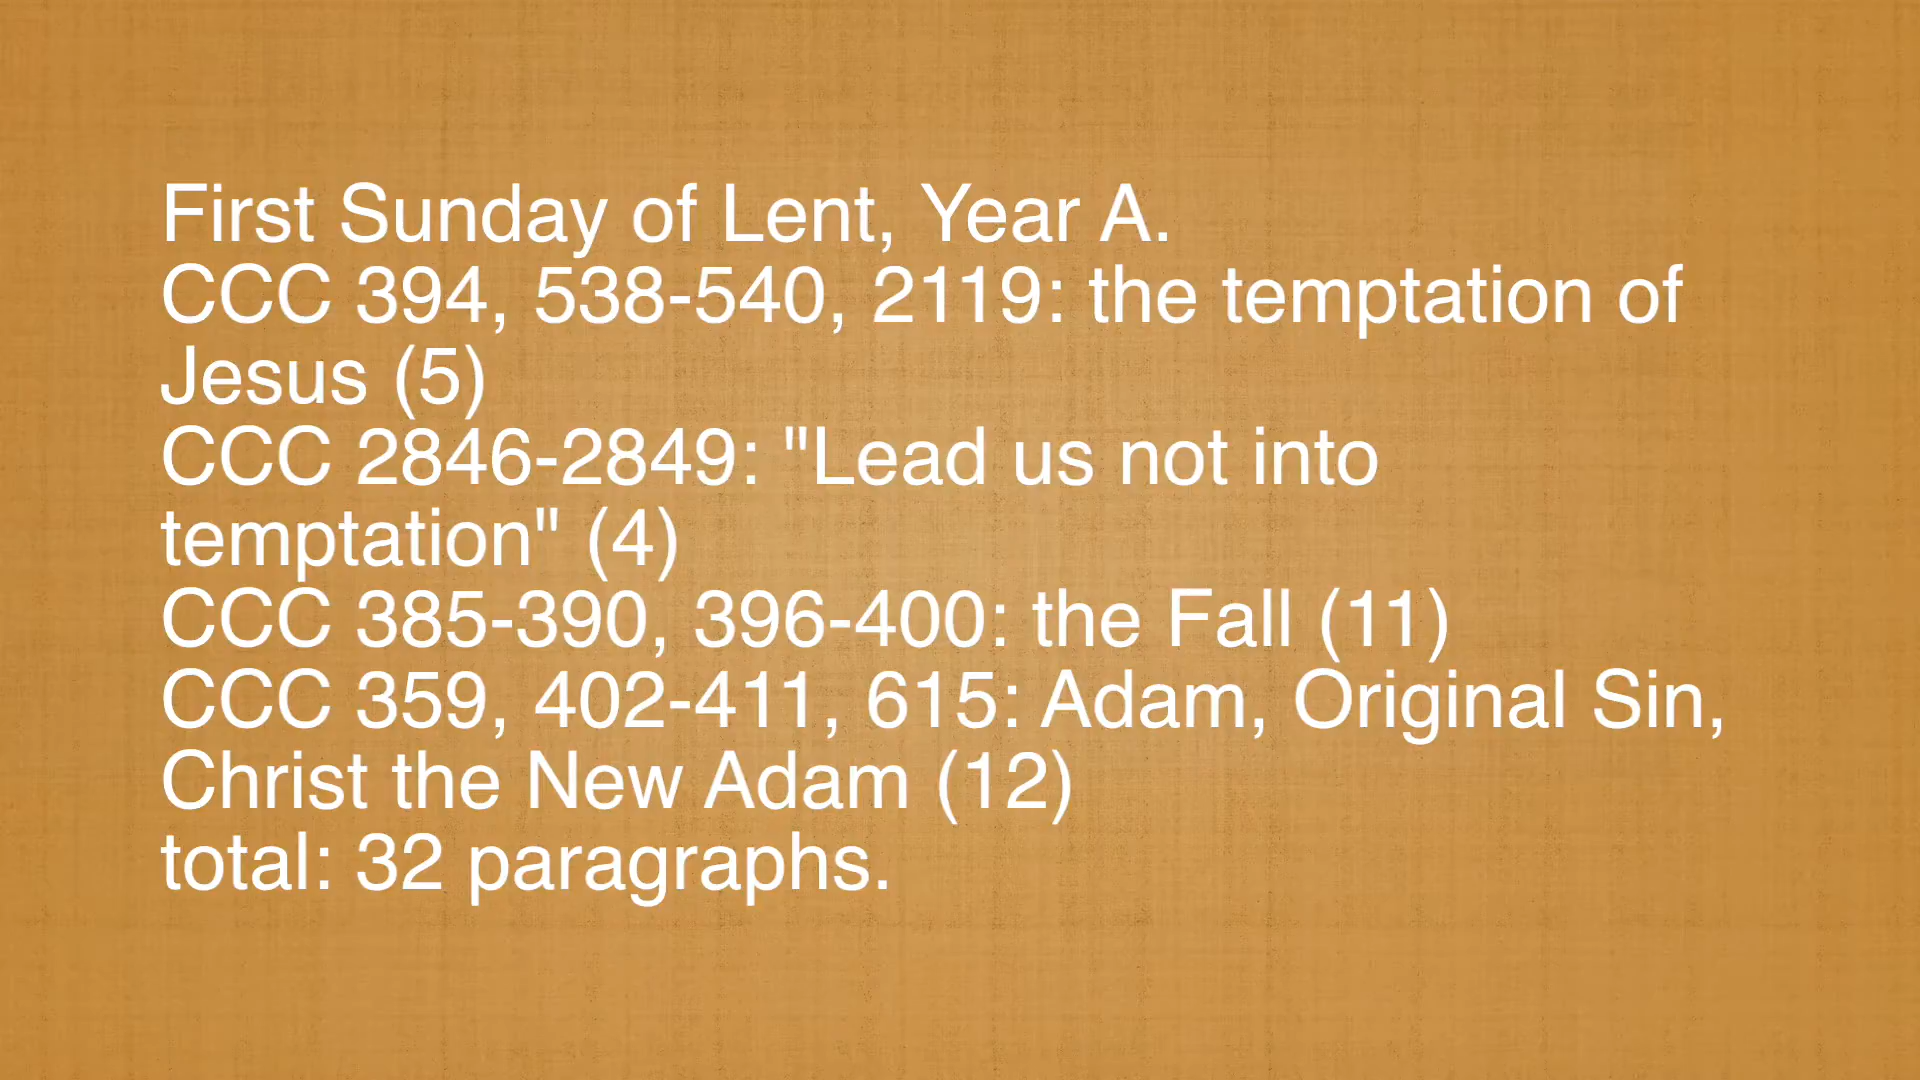 First Sunday of Lent, Year A.
CCC 394, 538-540, 2119: the temptation of
Jesus (5)
CCC 2846-2849: "Lead us not into
temptation" (4)
CCC 385-390, 396-400: the Fall (11)
CCC 359, 402-411, 615: Adam, Original Sin,
Christ the New Adam (12)
total: 32 paragraphs.